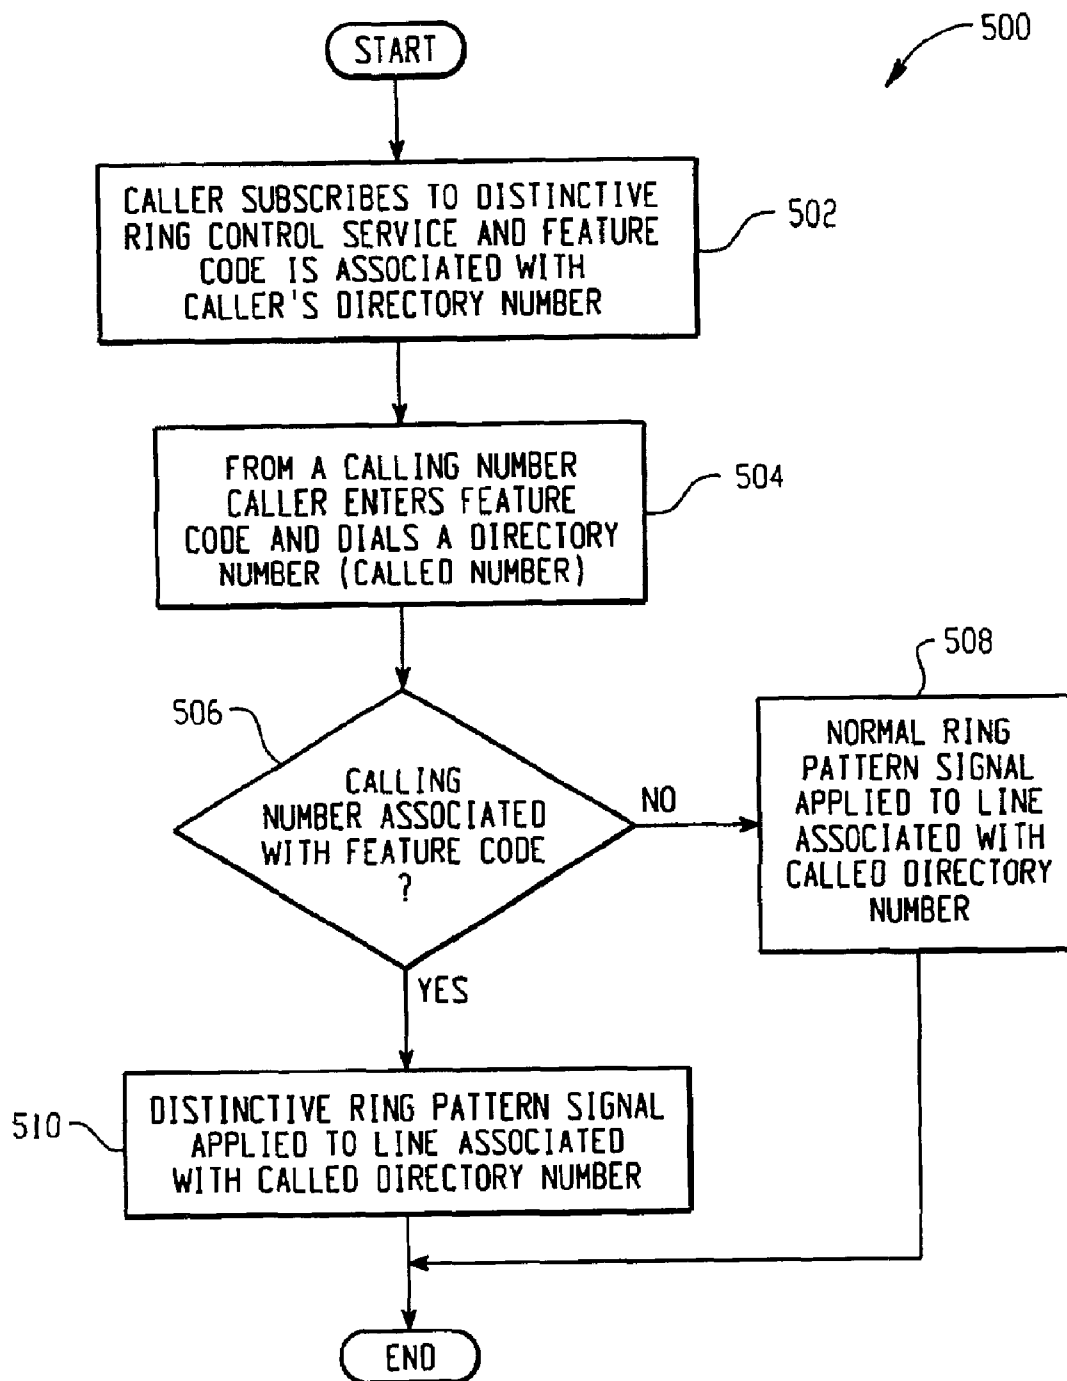 START
500
CALLER SUBSCRIBES TO DISTINCTIVE
RING CONTROL SERVICE AND FEATURE
CODE IS ASSOCIATED WITH
CALLER'S DIRECTORY NUMBER
502
FROM A CALLING NUMBER
CALLER ENTERS FEATURE
CODE AND DIALS A DIRECTORY
NUMBER (CALLED NUMBER)
504
506
CALLING
NUMBER ASSOCIATED
WITH FEATURE CODE
?
NO
508
NORMAL RING
PATTERN SIGNAL
APPLIED TO LINE
ASSOCIATED WITH
CALLED DIRECTORY
NUMBER
YES
510
DISTINCTIVE RING PATTERN SIGNAL
APPLIED TO LINE ASSOCIATED
WITH CALLED DIRECTORY NUMBER
END